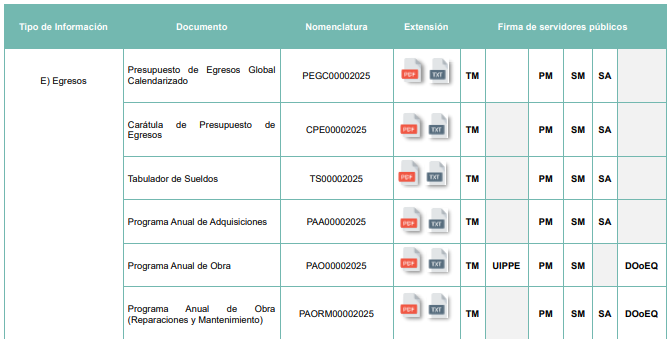 Tipo de Información Documento Nomenclatura Extensión Firma de servidores públicos
E) Egresos
Presupuesto de Egresos Global
Calendarizado
PEGC00002025 PDF TXT TM PM SM SA
Carátula de Presupuesto de
Egresos
CPE00002025 PDF TXT TM PM SM SA
Tabulador de Sueldos TS00002025 PDF TXT TM PM SM SA
Programa Anual de Adquisiciones PAA00002025 PDF TXT TM PM SM SA
Programa Anual de Obra PAO00002025 PDF TXT TM UIPPE PM SM DOoEQ
Programa Anual de Obra
(Reparaciones y Mantenimiento)
PAORM00002025 PDF TXT TM PM SM SA DOoEQ